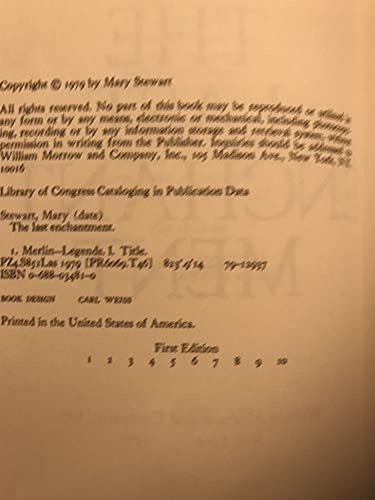 Copyright © 1979 by Mary Stewart
All rights reserved. No part of this book may be reproduced or utilized in
any form or by any means, electronic or mechanical, including photocopy-
ing, recording or by any information storage and retrieval system, without
permission in writing from the Publisher. Inquiries should be addressed to
William Morrow and Company, Inc., 105 Madison Ave., New York, N.Y.
10016
Library of Congress Cataloging in Publication Data
Stewart, Mary (date)
The last enchantment.
1. Merlin—Legends. I. Title.
PZ4.S851Las 1979 [PR6069.T46] 823'.9'14 79-12937
ISBN 0-688-03481-0
BOOK DESIGN CARL WEISS
Printed in the United States of America.
First Edition
1 2 3 4 5 6 7 8 9 10